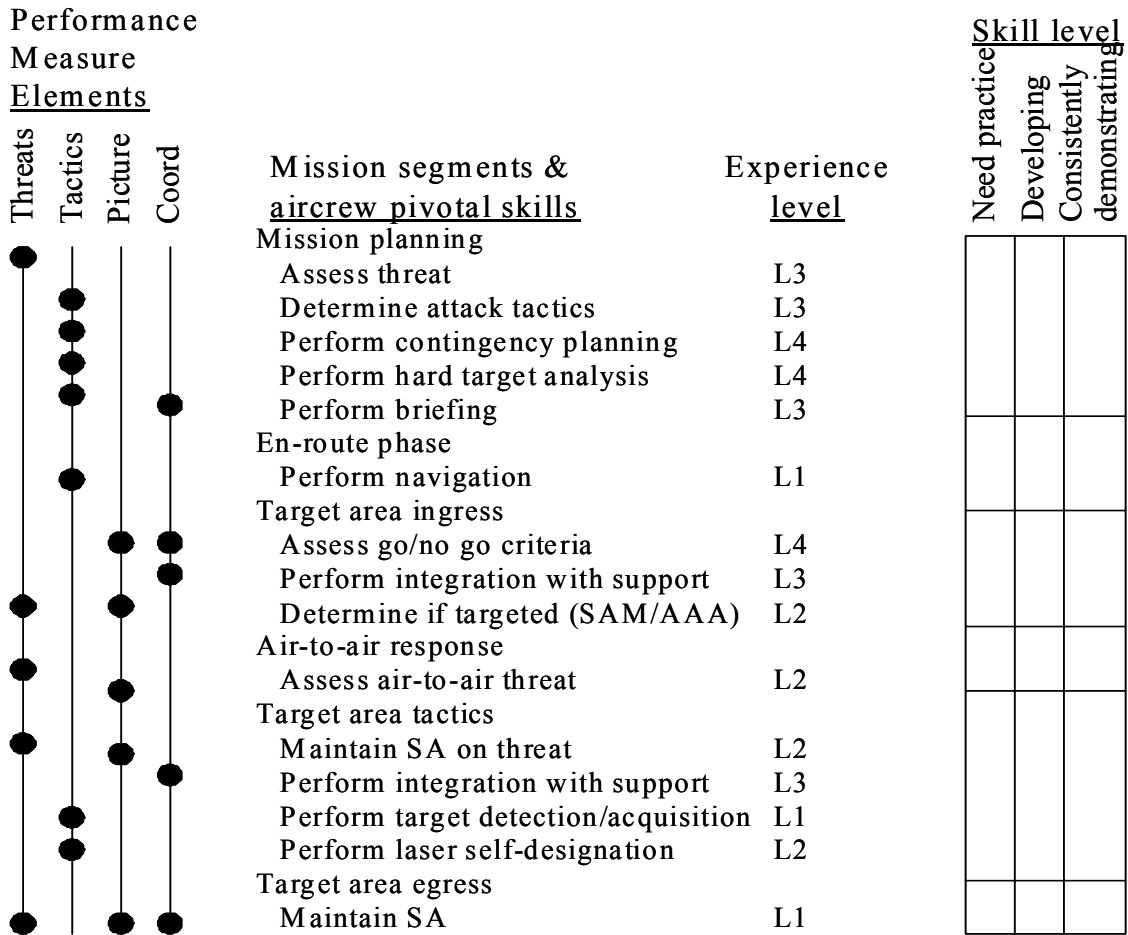 Performance
Measure
Elements
Threats
Tactics
Picture
Coord
Mission segments &
aircrew pivotal skills
Experience
level
Skill level
Need practice
Developing
Consistently
demonstrating
Mission planning
Assess threat L3
Determine attack tactics L3
Perform contingency planning L4
Perform hard target analysis L4
Perform briefing L3
En-route phase
Perform navigation L1
Target area ingress
Assess go/no go criteria L4
Perform integration with support L3
Determine if targeted (SAM/AAA) L2
Air-to-air response
Assess air-to-air threat L2
Target area tactics
Maintain SA on threat L2
Perform integration with support L3
Perform target detection/acquisition L1
Perform laser self-designation L2
Target area egress
Maintain SA L1